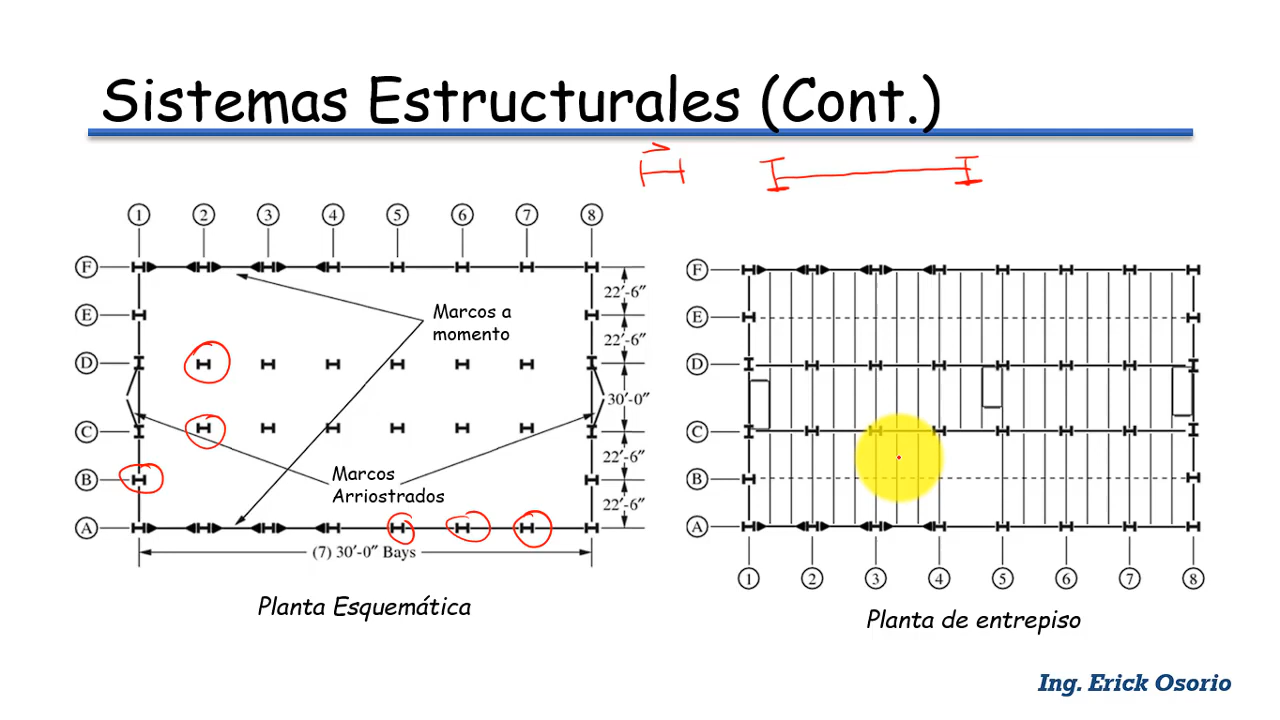 Sistemas Estructurales (Cont.)
1 2 3 4 5 6 7 8
F
E
D
C
B
A
Marcos a
momento
Marcos
Arriostrados
22′-6″
22′-6″
30′-0″
22′-6″
22′-6″
(7) 30′-0″ Bays
Planta Esquemática
F
E
D
C
B
A
1 2 3 4 5 6 7 8
Planta de entrepiso
Ing. Erick Osorio